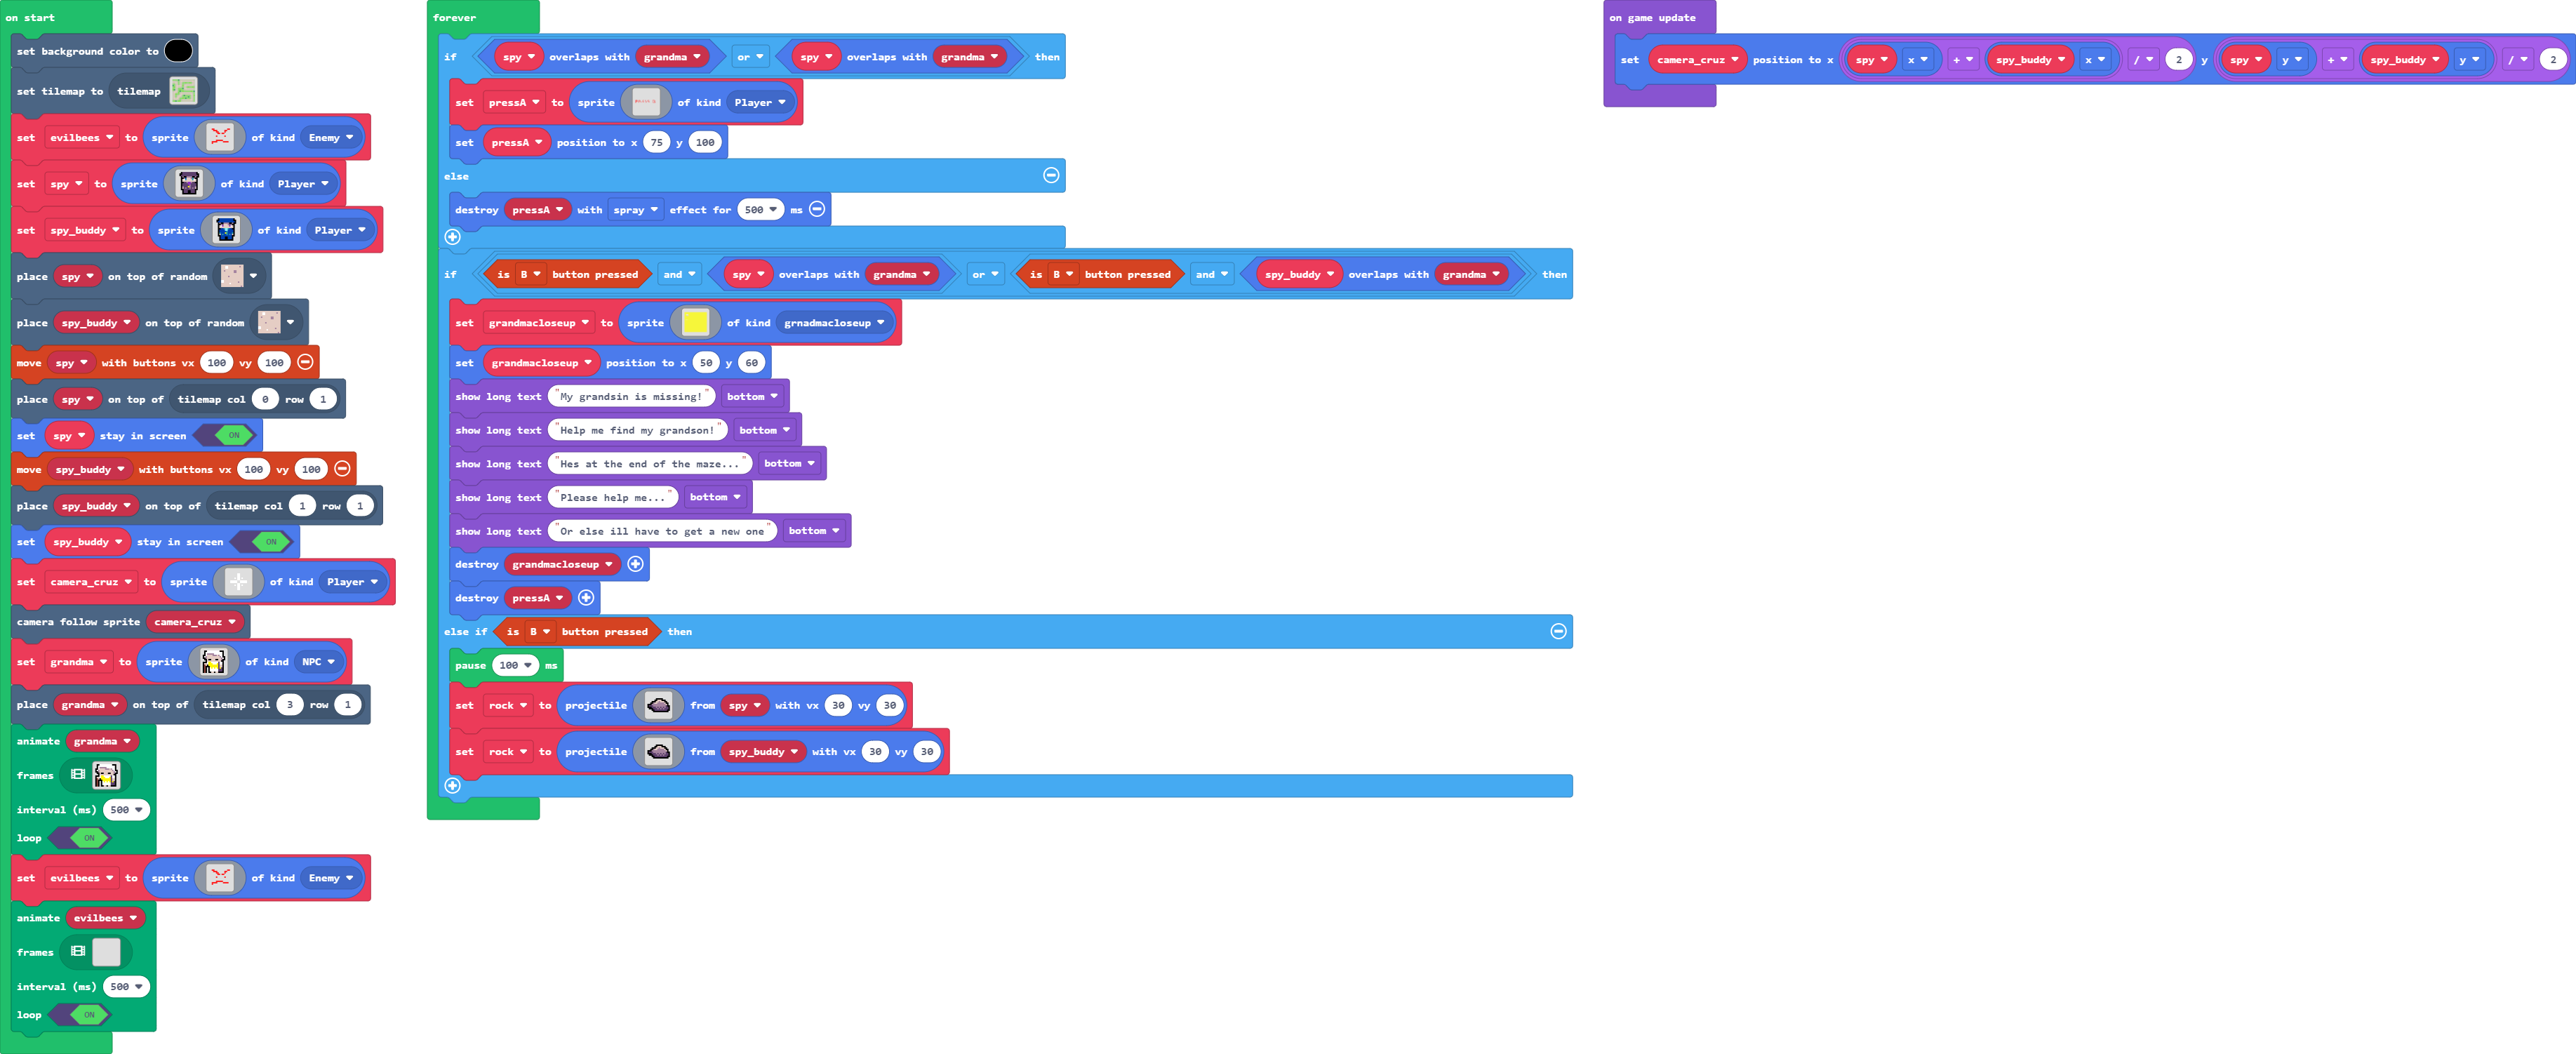 on start
set background color to
set tilemap to tilemap
set evilbees to sprite of kind Enemy
set spy to sprite of kind Player
set spy_buddy to sprite of kind Player
place spy on top of random
place spy_buddy on top of random
move spy with buttons vx 100 vy 100
place spy on top of tilemap col 0 row 1
set spy stay in screen ON
move spy_buddy with buttons vx 100 vy 100
place spy_buddy on top of tilemap col 1 row 1
set spy_buddy stay in screen ON
set camera_cruz to sprite of kind Player
camera follow sprite camera_cruz
set grandma to sprite of kind NPC
place grandma on top of tilemap col 3 row 1
animate grandma
frames
interval (ms) 500
loop ON
set evilbees to sprite of kind Enemy
animate evilbees
frames
interval (ms) 500
loop ON
forever
if spy overlaps with grandma or spy overlaps with grandma then
set pressA to sprite of kind Player
set pressA position to x 75 y 100
else
destroy pressA with spray effect for 500 ms
if is B button pressed and spy overlaps with grandma or is B button pressed and spy_buddy overlaps with grandma then
set grandmacloseup to sprite of kind grnadmacloseup
set grandmacloseup position to x 50 y 60
show long text "My grandsin is missing!" bottom
show long text "Help me find my grandson!" bottom
show long text "Hes at the end of the maze..." bottom
show long text "Please help me..." bottom
show long text "Or else ill have to get a new one" bottom
destroy grandmacloseup
destroy pressA
else if is B button pressed then
pause 100 ms
set rock to projectile from spy with vx 30 vy 30
set rock to projectile from spy_buddy with vx 30 vy 30
on game update
set camera_cruz position to x spy x + spy_buddy x / 2 y spy y + spy_buddy y / 2